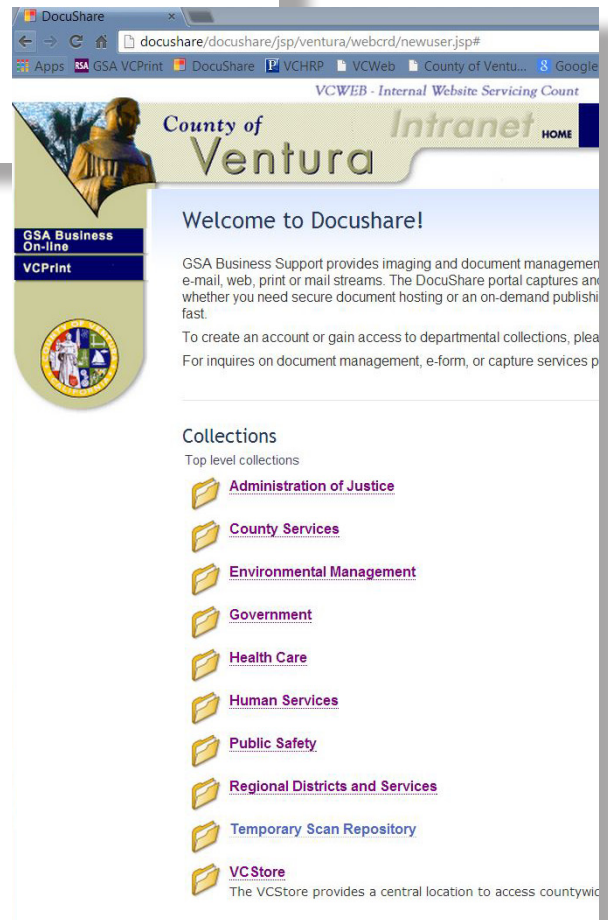 DocuShare
docushare/docushare/jsp/ventura/webcrd/newuser.jsp#
Apps RSA GSA VCPrint DocuShare VCHRP VCWeb County of Ventu... 8 Google
VCWEB - Internal Website Servicing Count
County of
Ventura
Intranet
HOME
GSA Business
On-line
VCPrint
COUNTY OF VENTURA
CALIFORNIA
Welcome to Docushare!
GSA Business Support provides imaging and document managemen
e-mail, web, print or mail streams. The DocuShare portal captures and
whether you need secure document hosting or an on-demand publishi
fast.
To create an account or gain access to departmental collections, plea
For inquires on document management, e-form, or capture services p
Collections
Top level collections
Administration of Justice
County Services
Environmental Management
Government
Health Care
Human Services
Public Safety
Regional Districts and Services
Temporary Scan Repository
VCStore
The VCStore provides a central location to access countywid